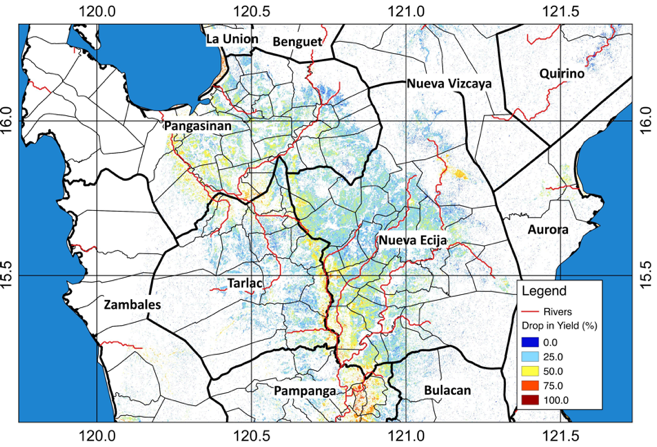 120.0 120.5 121.0 121.5
La Union
Benguet
Quirino
Nueva Vizcaya
16.0 16.0
Pangasinan
Aurora
Nueva Ecija
15.5 15.5
Tarlac
Legend
Zambales
Rivers
Drop in Yield (%)
0.0
25.0
50.0
75.0
100.0
Pampanga
Bulacan
120.0 120.5 121.0 121.5